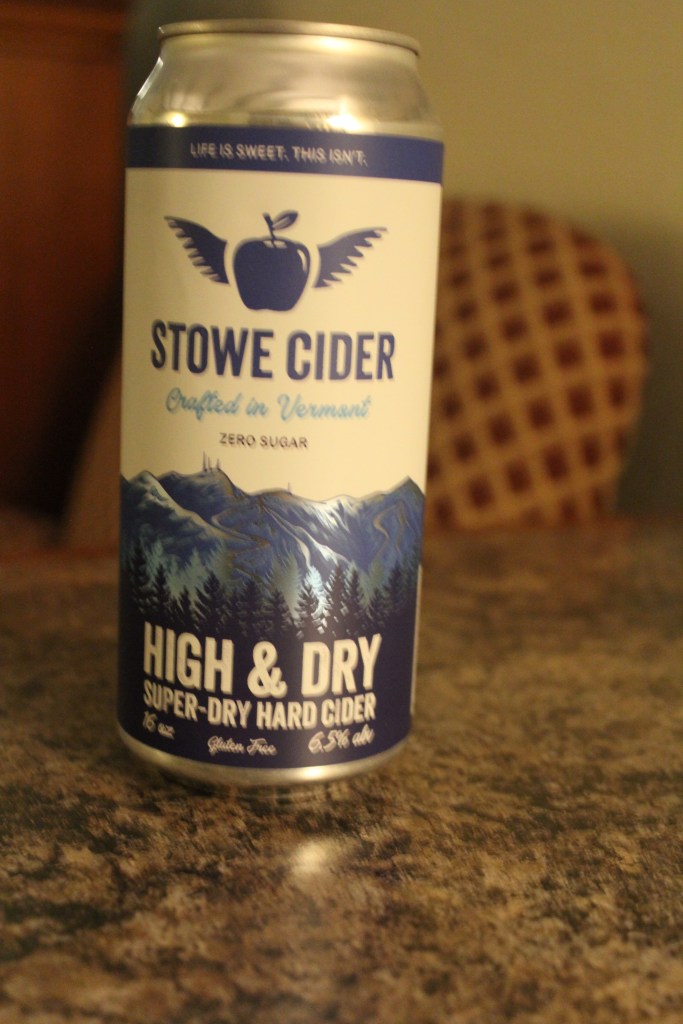 LIFE IS SWEET. THIS ISN'T.
STOWE CIDER
Crafted in Vermont
ZERO SUGAR
HIGH & DRY
SUPER-DRY HARD CIDER
16 oz Gluten Free 6.5% abv